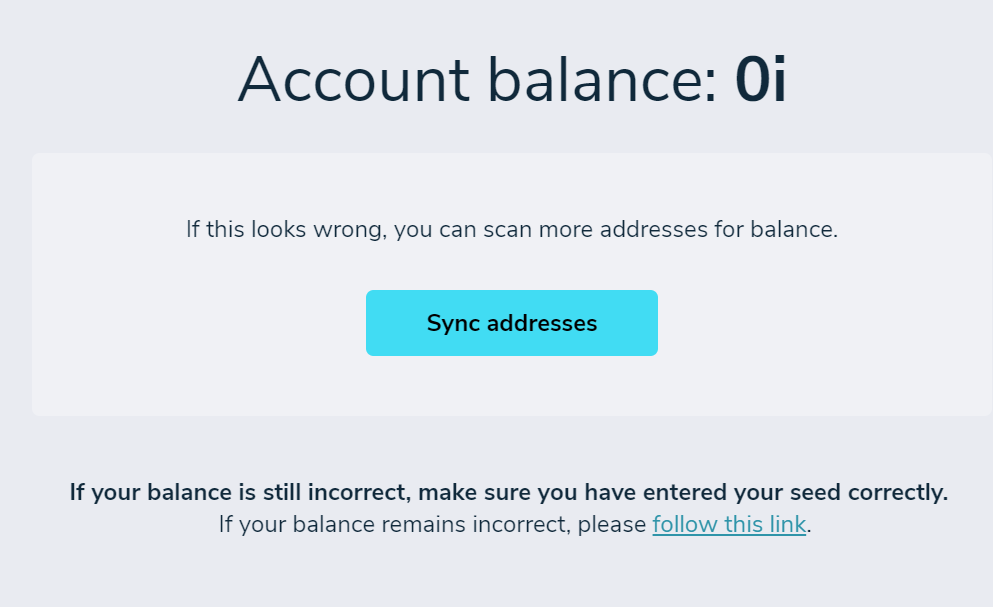 Account balance: 0i
If this looks wrong, you can scan more addresses for balance.
Sync addresses
If your balance is still incorrect, make sure you have entered your seed correctly.
If your balance remains incorrect, please follow this link.